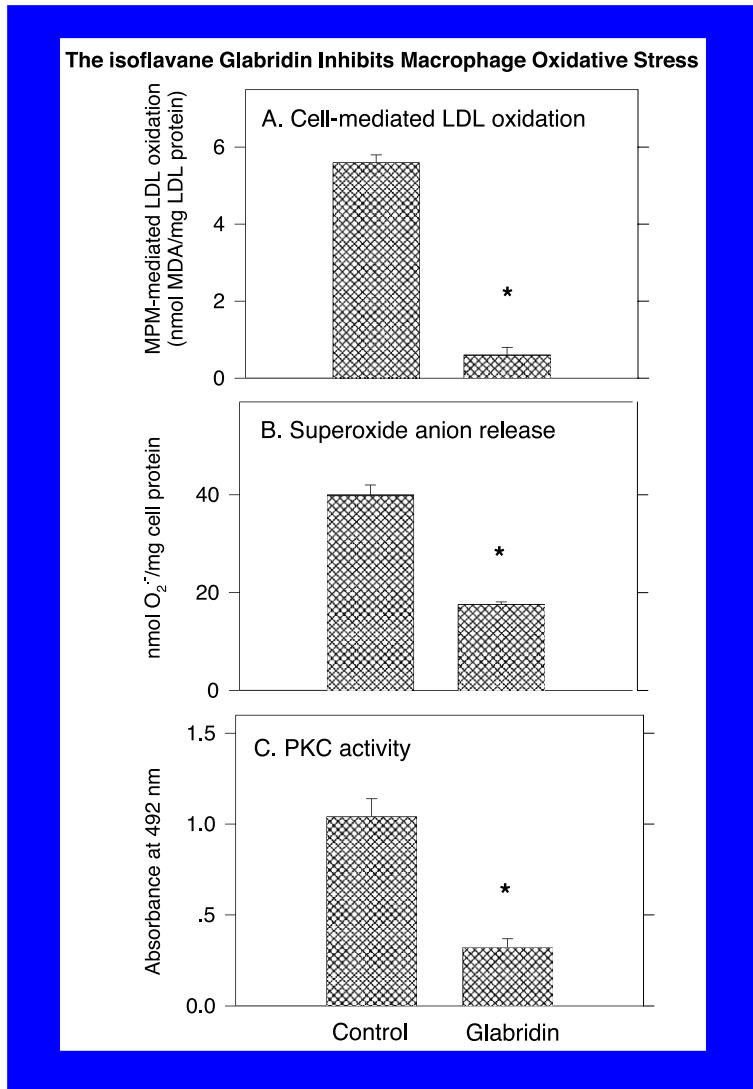 The isoflavane Glabridin Inhibits Macrophage Oxidative Stress
MPM-mediated LDL oxidation
(nmol MDA/mg LDL protein)
A. Cell-mediated LDL oxidation
6
4
2
0
*
nmol O₂·⁻/mg cell protein
B. Superoxide anion release
40
20
0
*
Absorbance at 492 nm
C. PKC activity
1.5
1.0
.5
0.0
*
Control Glabridin